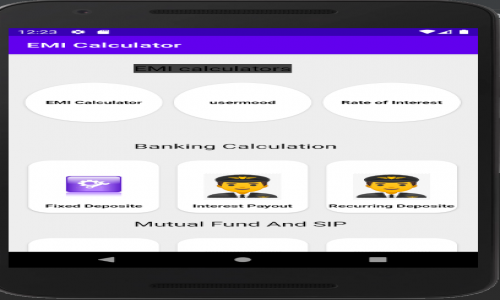 12:23
EMI Calculator
EMI calculators
EMI Calculator usermood Rate of Interest
Banking Calculation
Fixed Deposite Interest Payout Recurring Deposite
Mutual Fund And SIP